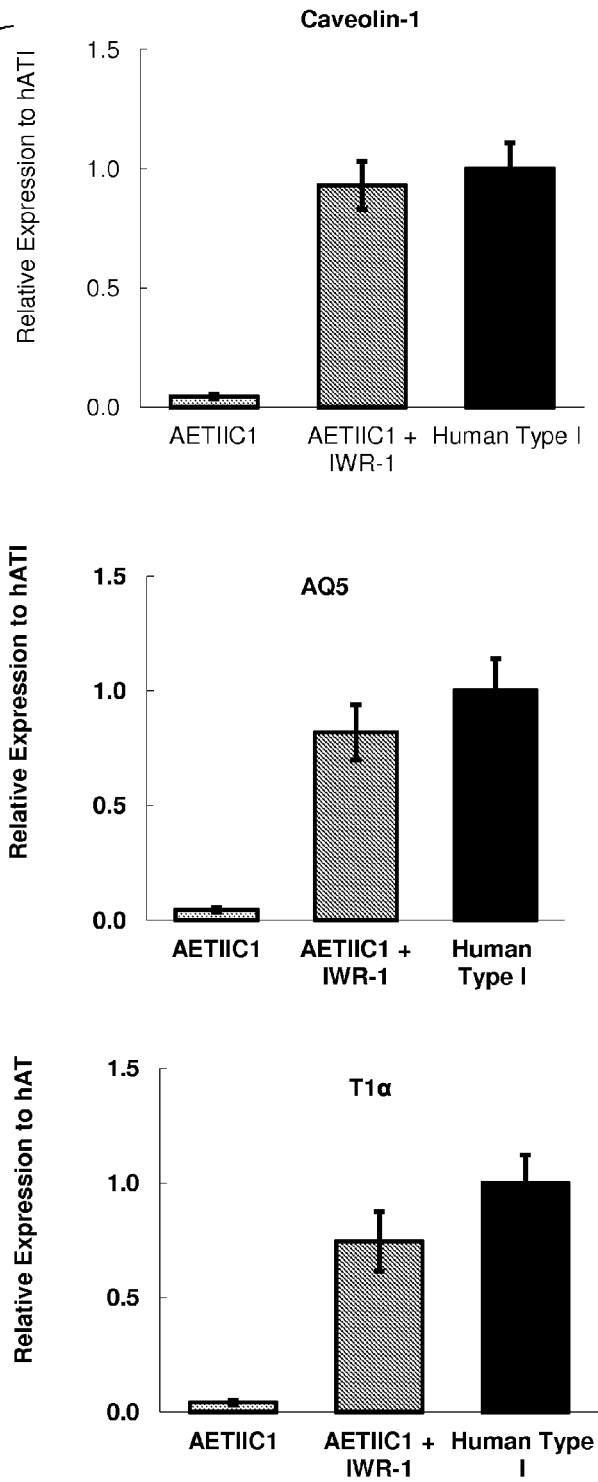 Caveolin-1
Relative Expression to hATI
1.5
1.0
0.5
0.0
AETIIC1
AETIIC1 +
IWR-1
Human Type I
AQ5
Relative Expression to hATI
1.5
1.0
0.5
0.0
AETIIC1
AETIIC1 +
IWR-1
Human
Type I
T1α
Relative Expression to hAT
1.5
1.0
0.5
0.0
AETIIC1
AETIIC1 +
IWR-1
Human Type
I